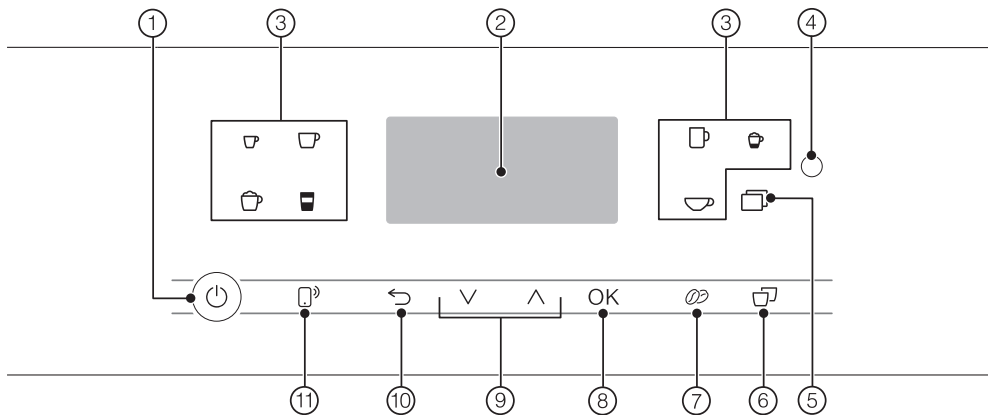 ① ③ ② ③ ④
OK
⑪ ⑩ ⑨ ⑧ ⑦ ⑥ ⑤